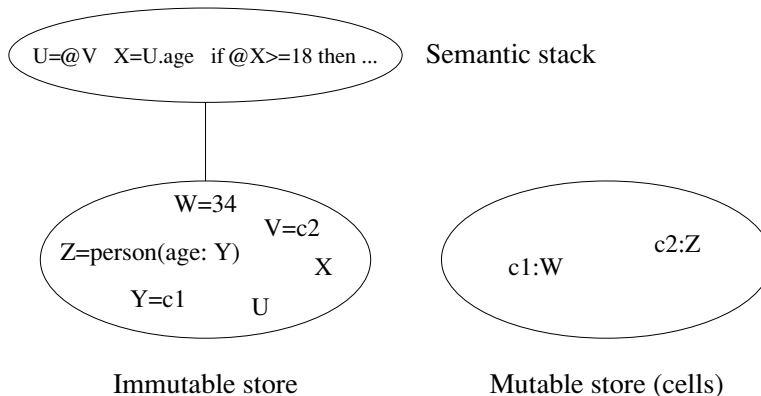 U=@V X=U.age if @X>=18 then ...
Semantic stack
W=34
V=c2
Z=person(age: Y)
X
Y=c1
U
c2:Z
c1:W
Immutable store
Mutable store (cells)